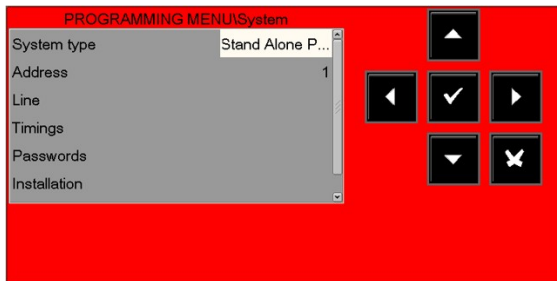 PROGRAMMING MENU\System
System type Stand Alone P...
Address 1
Line
Timings
Passwords
Installation